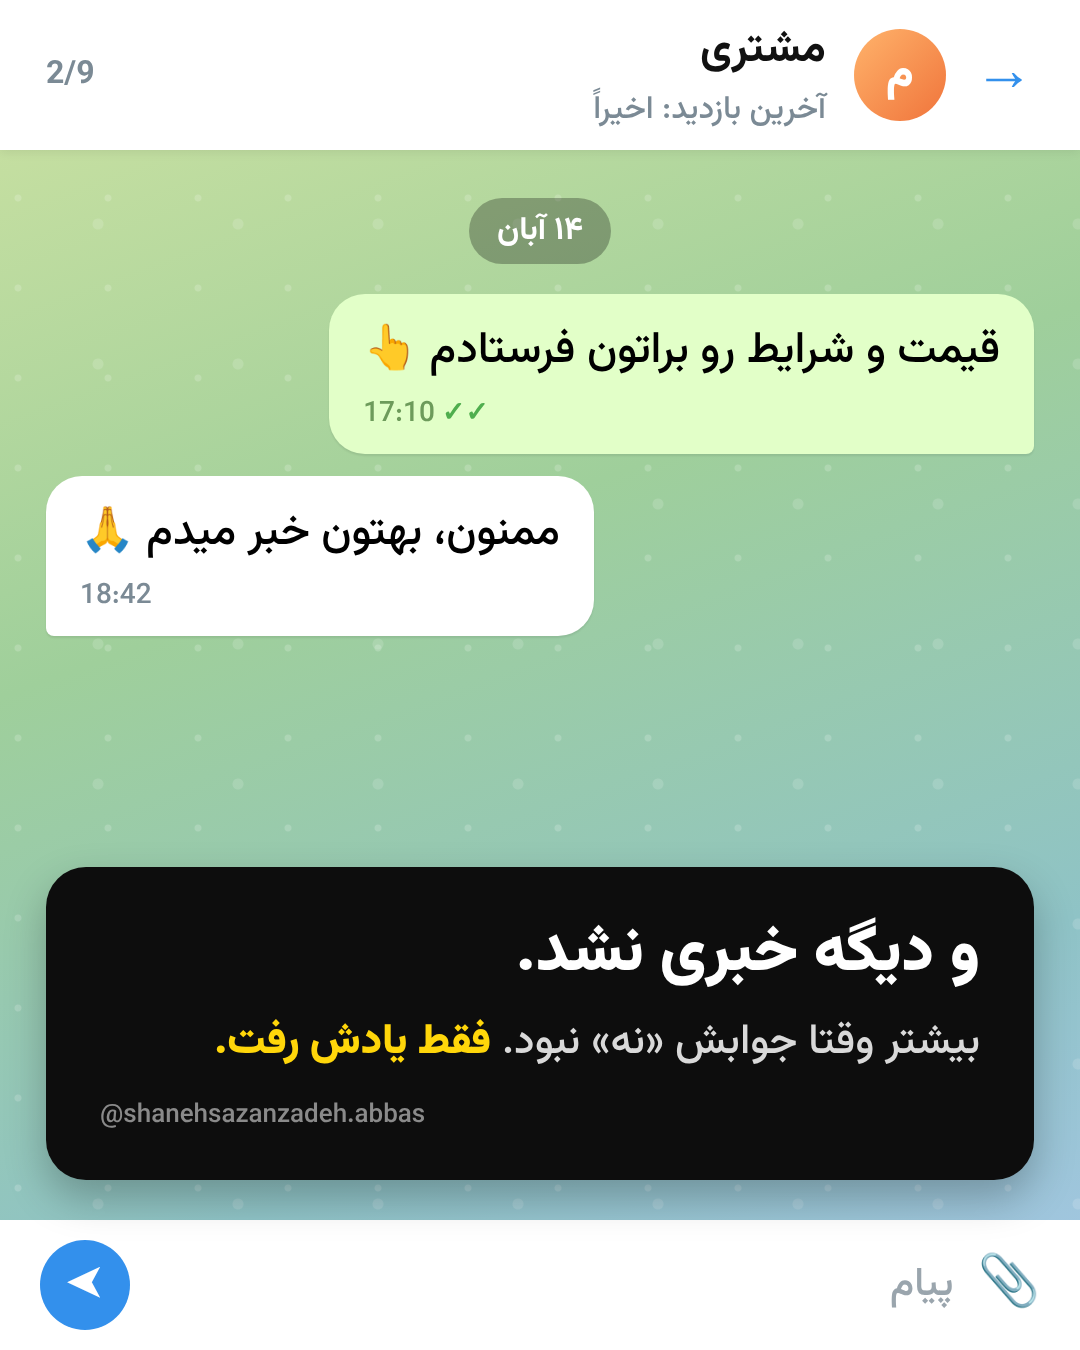 مشتری
آخرین بازدید: اخیراً
2/9
۱۴ آبان
قیمت و شرایط رو براتون فرستادم 👆
17:10 ✓✓
ممنون، بهتون خبر میدم 🙏
18:42
و دیگه خبری نشد.
بیشتر وقتا جوابش «نه» نبود. فقط یادش رفت.
@shanehsazanzadeh.abbas
پیام